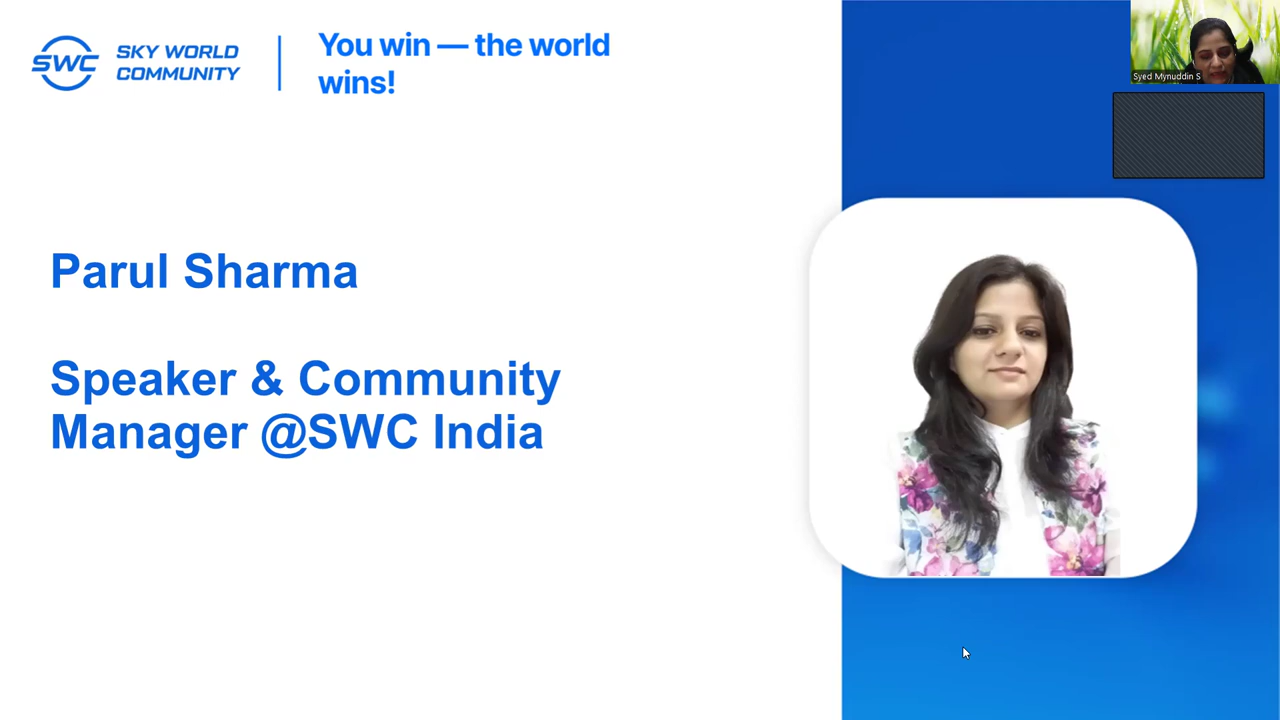 SWC
SKY WORLD
COMMUNITY
You win — the world
wins!
Syed Mynuddin S
Parul Sharma
Speaker & Community
Manager @SWC India